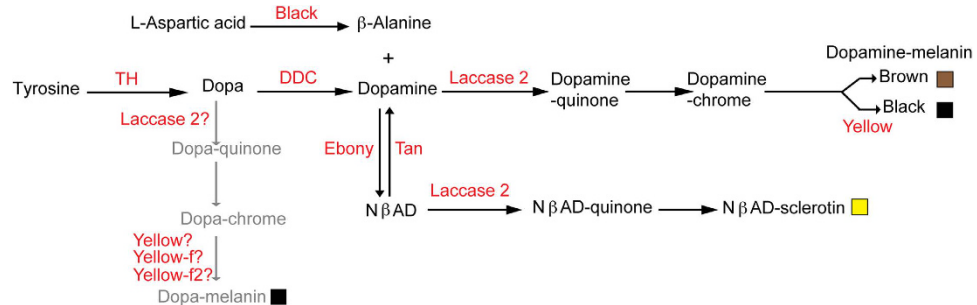 Black
L-Aspartic acid
β-Alanine
+
Dopamine-melanin
Tyrosine
TH
Dopa
DDC
Dopamine
Laccase 2
Dopamine
-quinone
Dopamine
-chrome
Brown
Black
Yellow
Laccase 2?
Dopa-quinone
Ebony
Tan
Laccase 2
NβAD
NβAD-quinone
NβAD-sclerotin
Dopa-chrome
Yellow?
Yellow-f?
Yellow-f2?
Dopa-melanin